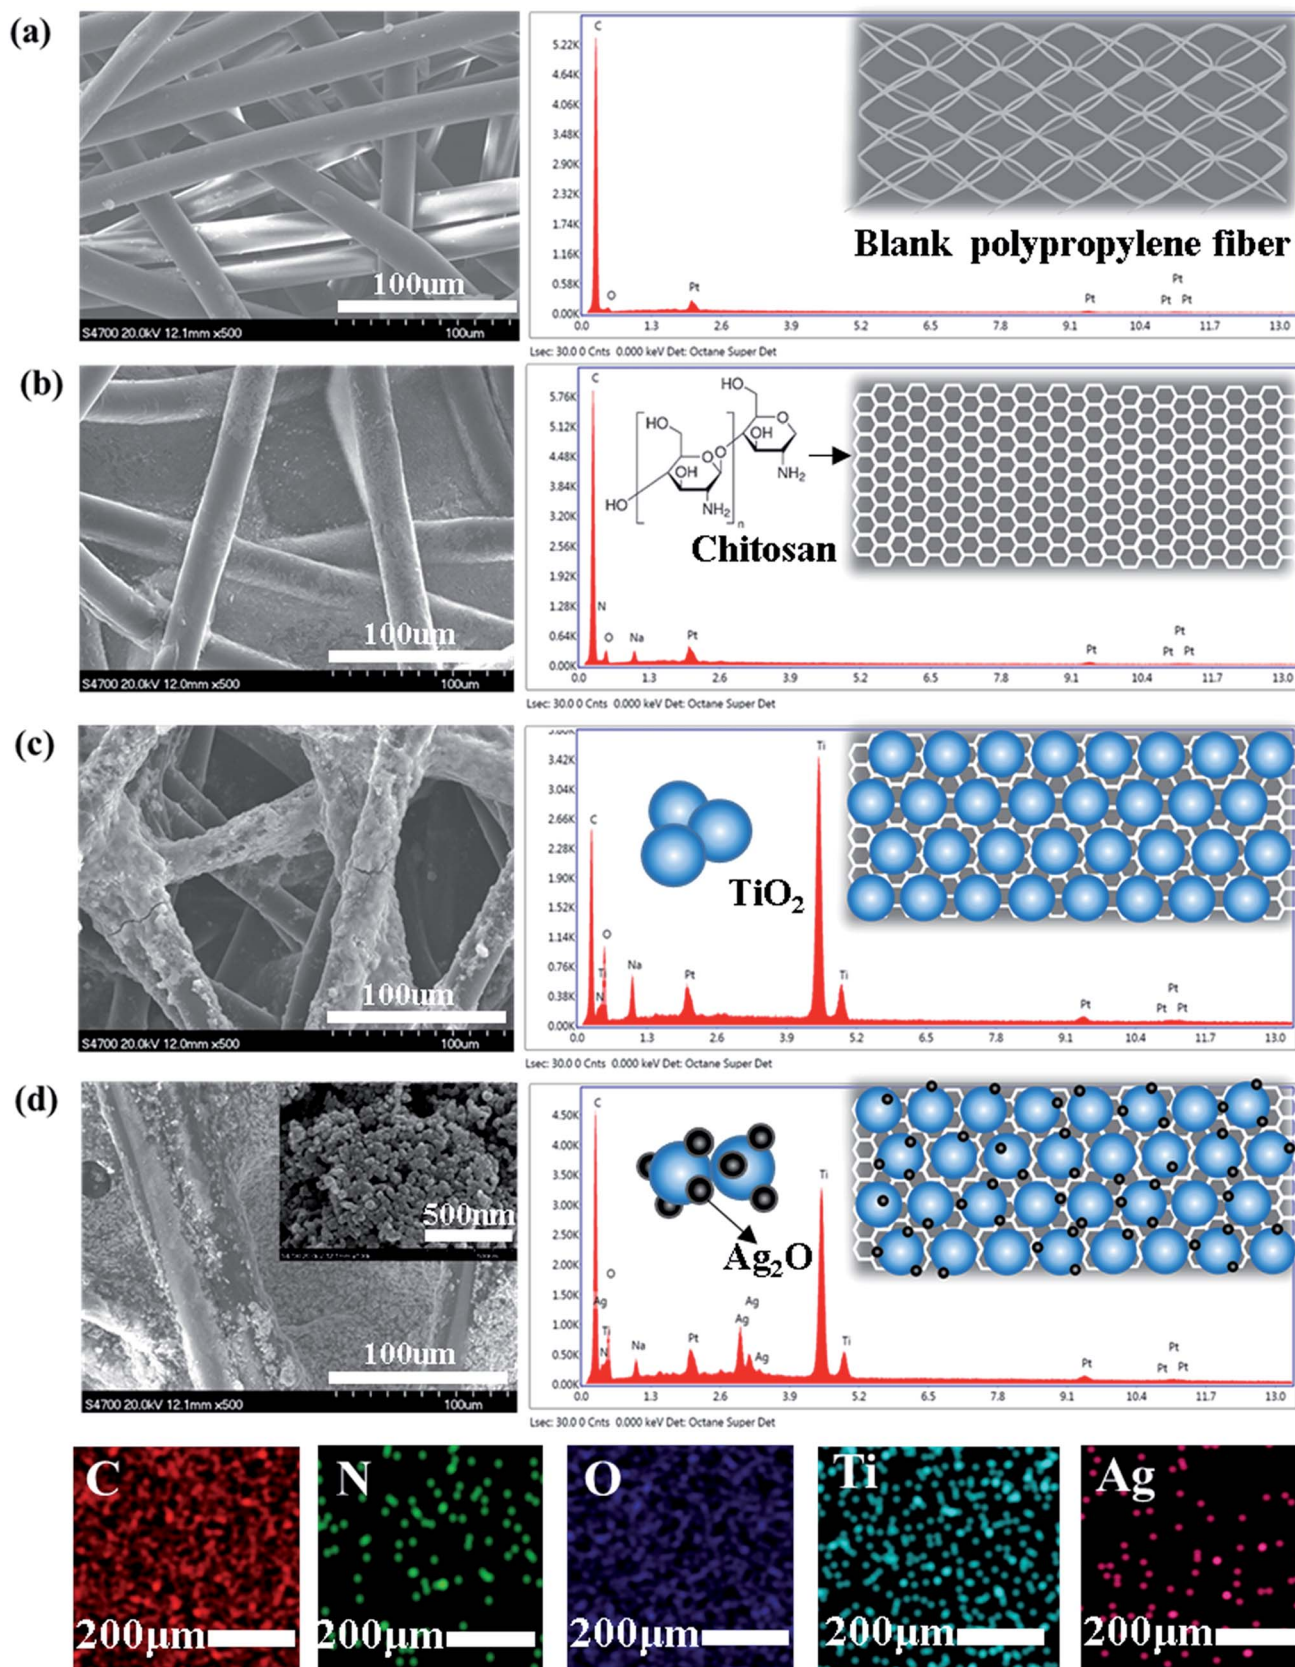 (a)
100um
S4700 20.0kV 12.1mm x500
100um
C
5.22K
4.64K
4.06K
3.48K
2.90K
2.32K
1.74K
1.16K
0.58K
0.00K
O
Pt
Pt
Pt
Pt
Pt
0.0 1.3 2.6 3.9 5.2 6.5 7.8 9.1 10.4 11.7 13.0
Blank polypropylene fiber
Lsec: 30.0 0 Cnts 0.000 keV Det: Octane Super Det
(b)
100um
S4700 20.0kV 12.0mm x500
100um
C
5.76K
5.12K
4.48K
3.84K
3.20K
2.56K
1.92K
1.28K
0.64K
0.00K
N
O
Na
Pt
Pt
Pt
Pt
Pt
HO
O
HO
OH
O
O
NH2
OH
HO
NH2
n
Chitosan
0.0 1.3 2.6 3.9 5.2 6.5 7.8 9.1 10.4 11.7 13.0
Lsec: 30.0 0 Cnts 0.000 keV Det: Octane Super Det
(c)
100um
S4700 20.0kV 12.0mm x500
100um
3.42K
3.04K
2.66K
2.28K
1.90K
1.52K
1.14K
0.76K
0.38K
0.00K
C
O
Ti
N
Na
Pt
Ti
Ti
Pt
Pt
Pt
Pt
TiO2
0.0 1.3 2.6 3.9 5.2 6.5 7.8 9.1 10.4 11.7 13.0
Lsec: 30.0 0 Cnts 0.000 keV Det: Octane Super Det
(d)
500nm
100um
S4700 20.0kV 12.1mm x500
100um
4.50K
4.00K
3.50K
3.00K
2.50K
2.00K
1.50K
1.00K
0.50K
0.00K
C
O
Ag
Ti
N
Na
Pt
Ag
Ag
Ag
Ti
Ti
Pt
Pt
Pt
Pt
Ag2O
0.0 1.3 2.6 3.9 5.2 6.5 7.8 9.1 10.4 11.7 13.0
Lsec: 30.0 0 Cnts 0.000 keV Det: Octane Super Det
C
200μm
N
200μm
O
200μm
Ti
200μm
Ag
200μm